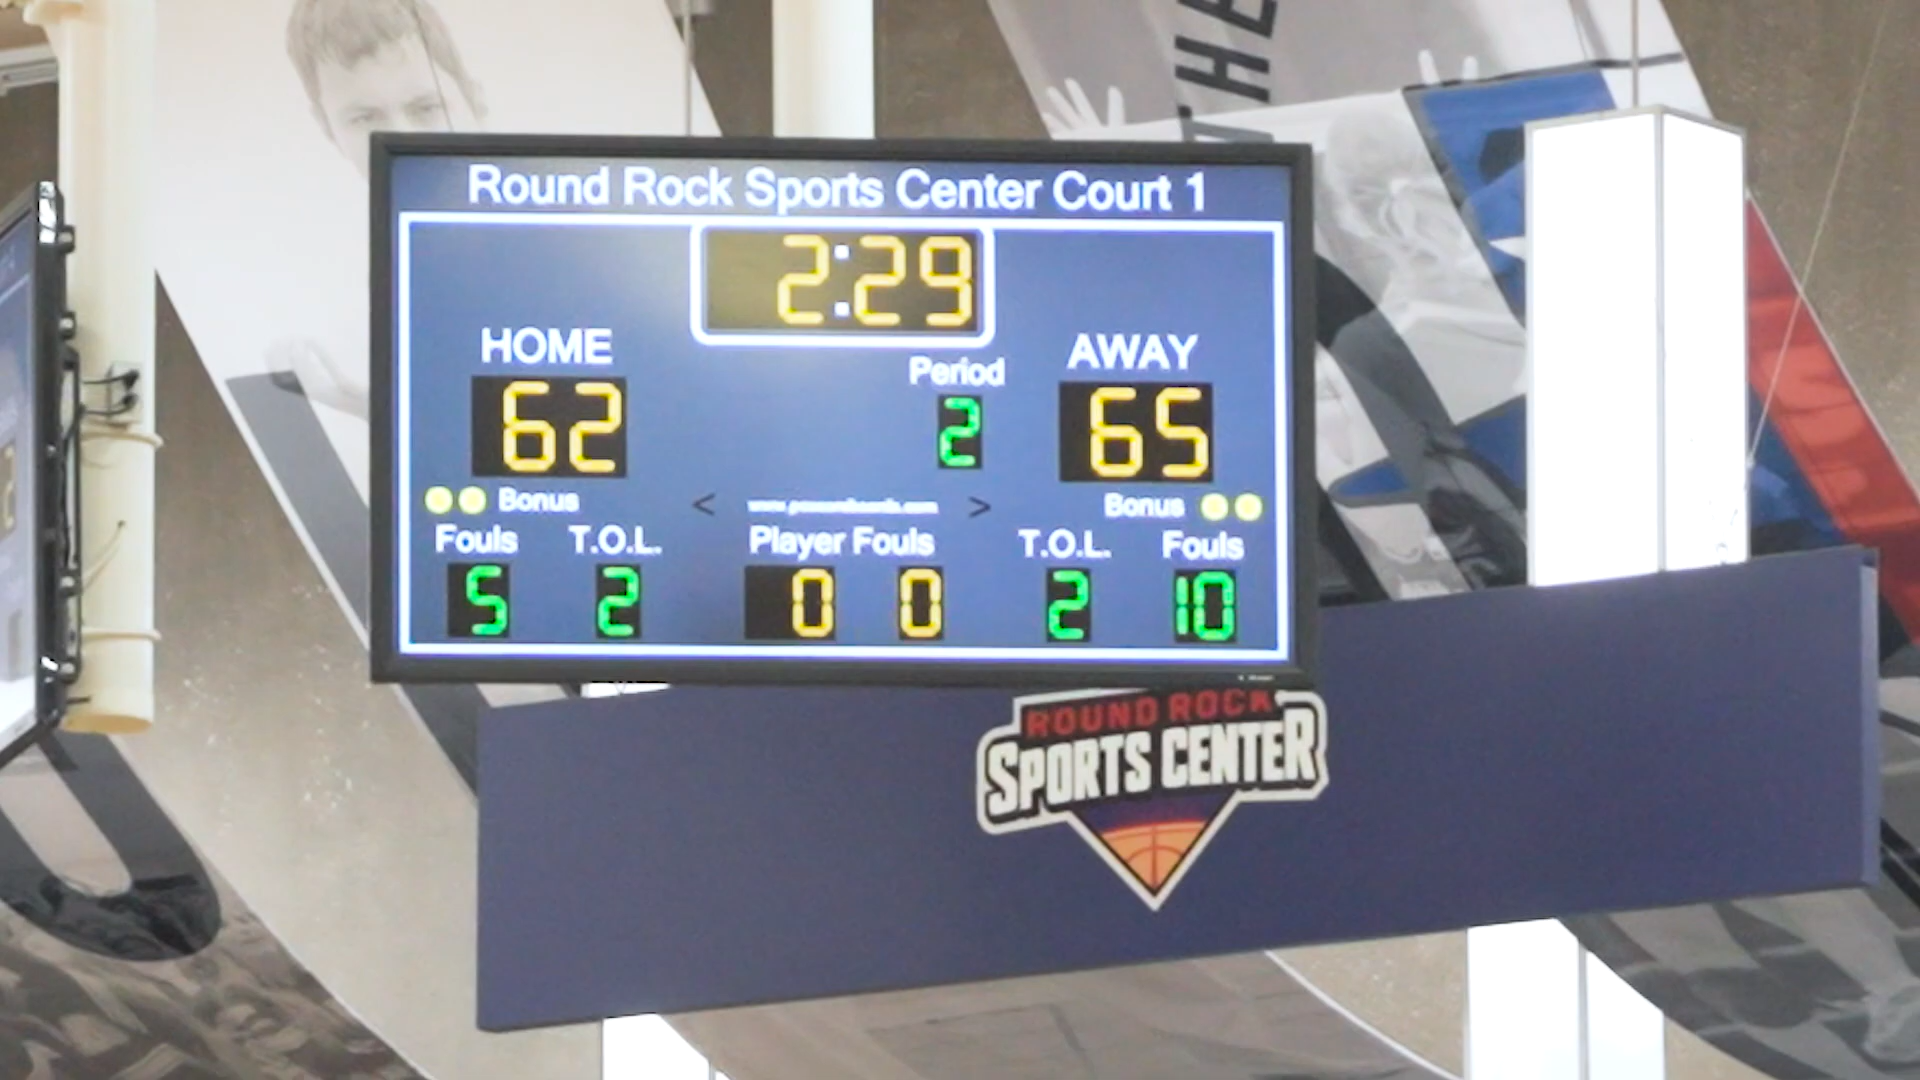 THE
Round Rock Sports Center Court 1
2:29
HOME
AWAY
Period
62
2
65
Bonus
<
>
Bonus
Fouls
T.O.L.
Player Fouls
T.O.L.
Fouls
5
2
0
0
2
10
ROUND ROCK
SPORTS CENTER